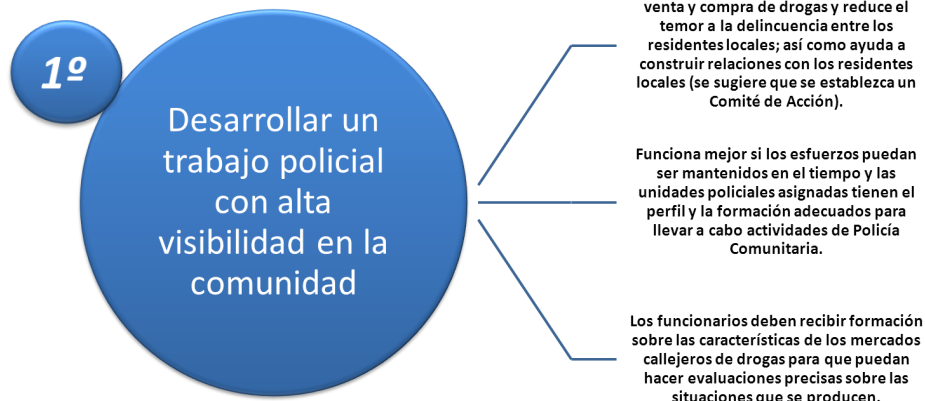 1º
Desarrollar un
trabajo policial
con alta
visibilidad en la
comunidad
venta y compra de drogas y reduce el
temor a la delincuencia entre los
residentes locales; así como ayuda a
construir relaciones con los residentes
locales (se sugiere que se establezca un
Comité de Acción).
Funciona mejor si los esfuerzos puedan
ser mantenidos en el tiempo y las
unidades policiales asignadas tienen el
perfil y la formación adecuados para
llevar a cabo actividades de Policía
Comunitaria.
Los funcionarios deben recibir formación
sobre las características de los mercados
callejeros de drogas para que puedan
hacer evaluaciones precisas sobre las
situaciones que se producen.